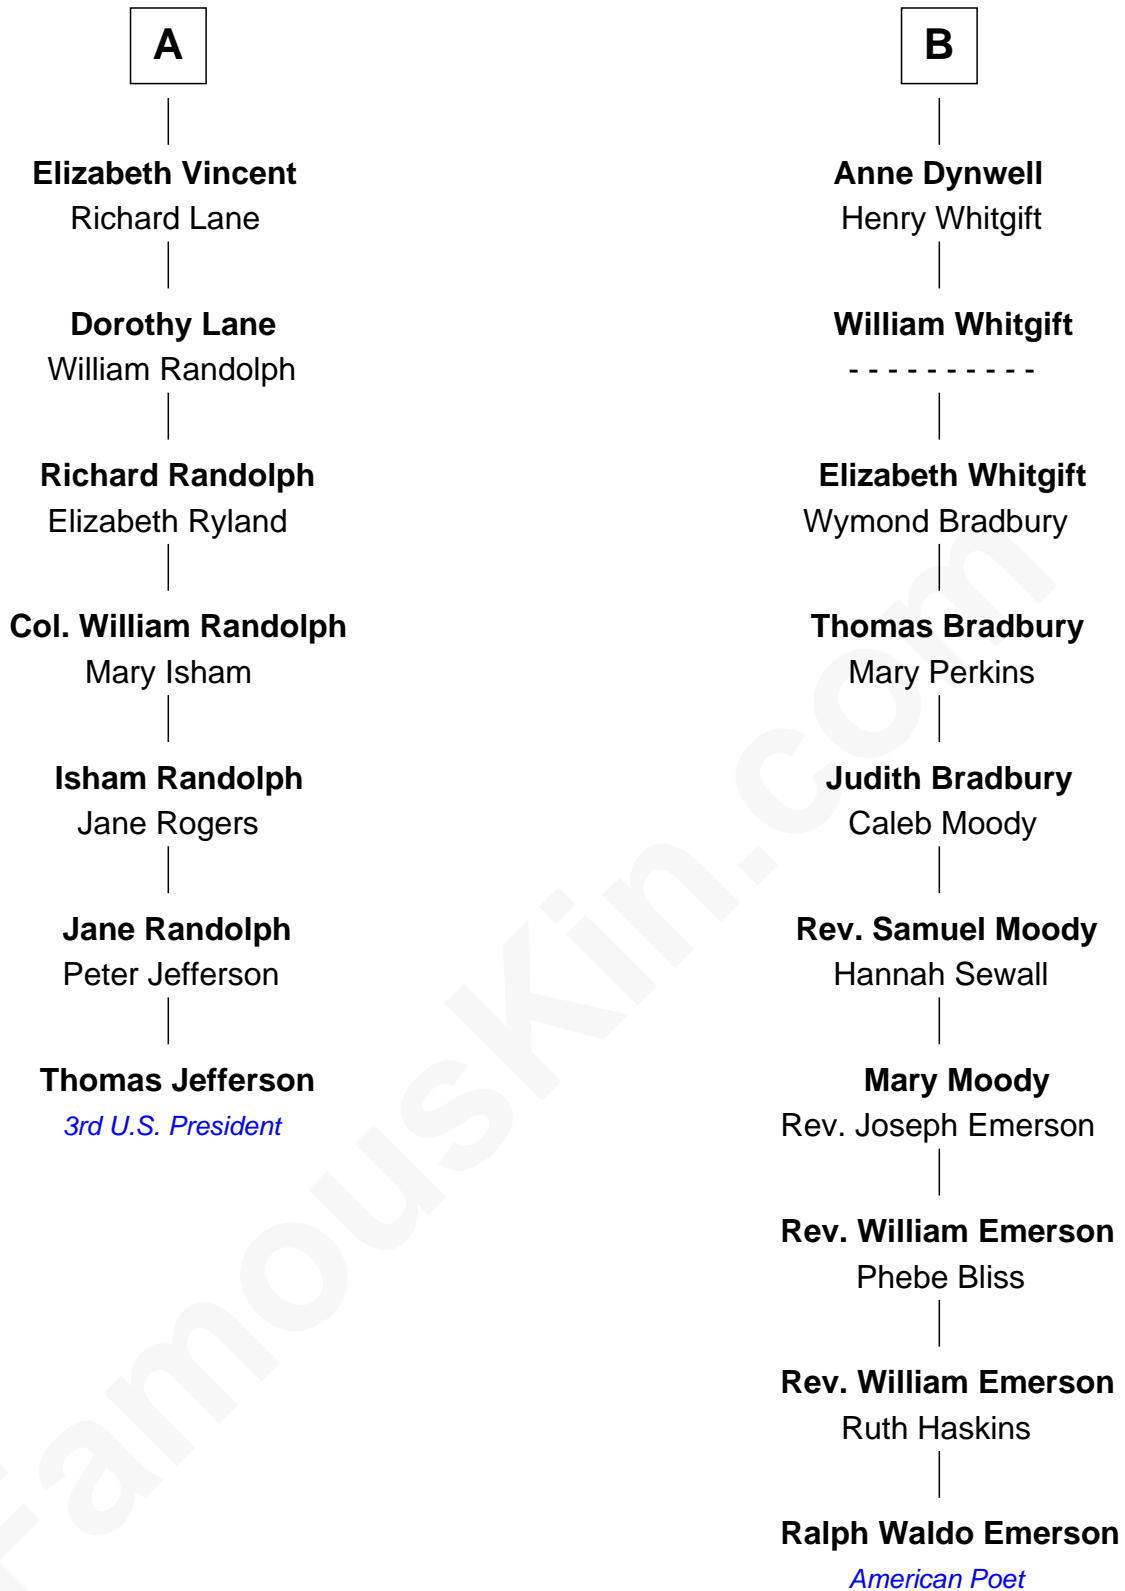 A
Elizabeth Vincent
Richard Lane
Dorothy Lane
William Randolph
Richard Randolph
Elizabeth Ryland
Col. William Randolph
Mary Isham
Isham Randolph
Jane Rogers
Jane Randolph
Peter Jefferson
Thomas Jefferson
3rd U.S. President
B
Anne Dynwell
Henry Whitgift
William Whitgift
- - - - - - - - - -
Elizabeth Whitgift
Wymond Bradbury
Thomas Bradbury
Mary Perkins
Judith Bradbury
Caleb Moody
Rev. Samuel Moody
Hannah Sewall
Mary Moody
Rev. Joseph Emerson
Rev. William Emerson
Phebe Bliss
Rev. William Emerson
Ruth Haskins
Ralph Waldo Emerson
American Poet
FamousKin.com